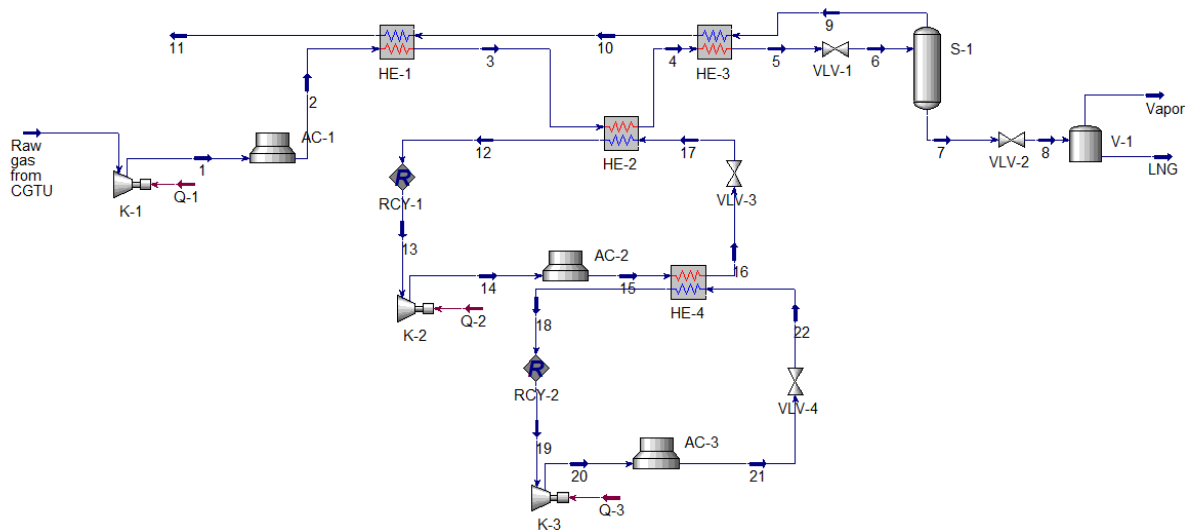 9
11
10
4
5
6
S-1
3
HE-1
HE-3
VLV-1
2
Vapor
AC-1
12
17
7
8
V-1
Raw
gas
from
CGTU
1
HE-2
VLV-2
LNG
Q-1
K-1
R
VLV-3
RCY-1
13
AC-2
16
14
15
Q-2
HE-4
K-2
18
22
R
RCY-2
VLV-4
19
AC-3
20
21
Q-3
K-3